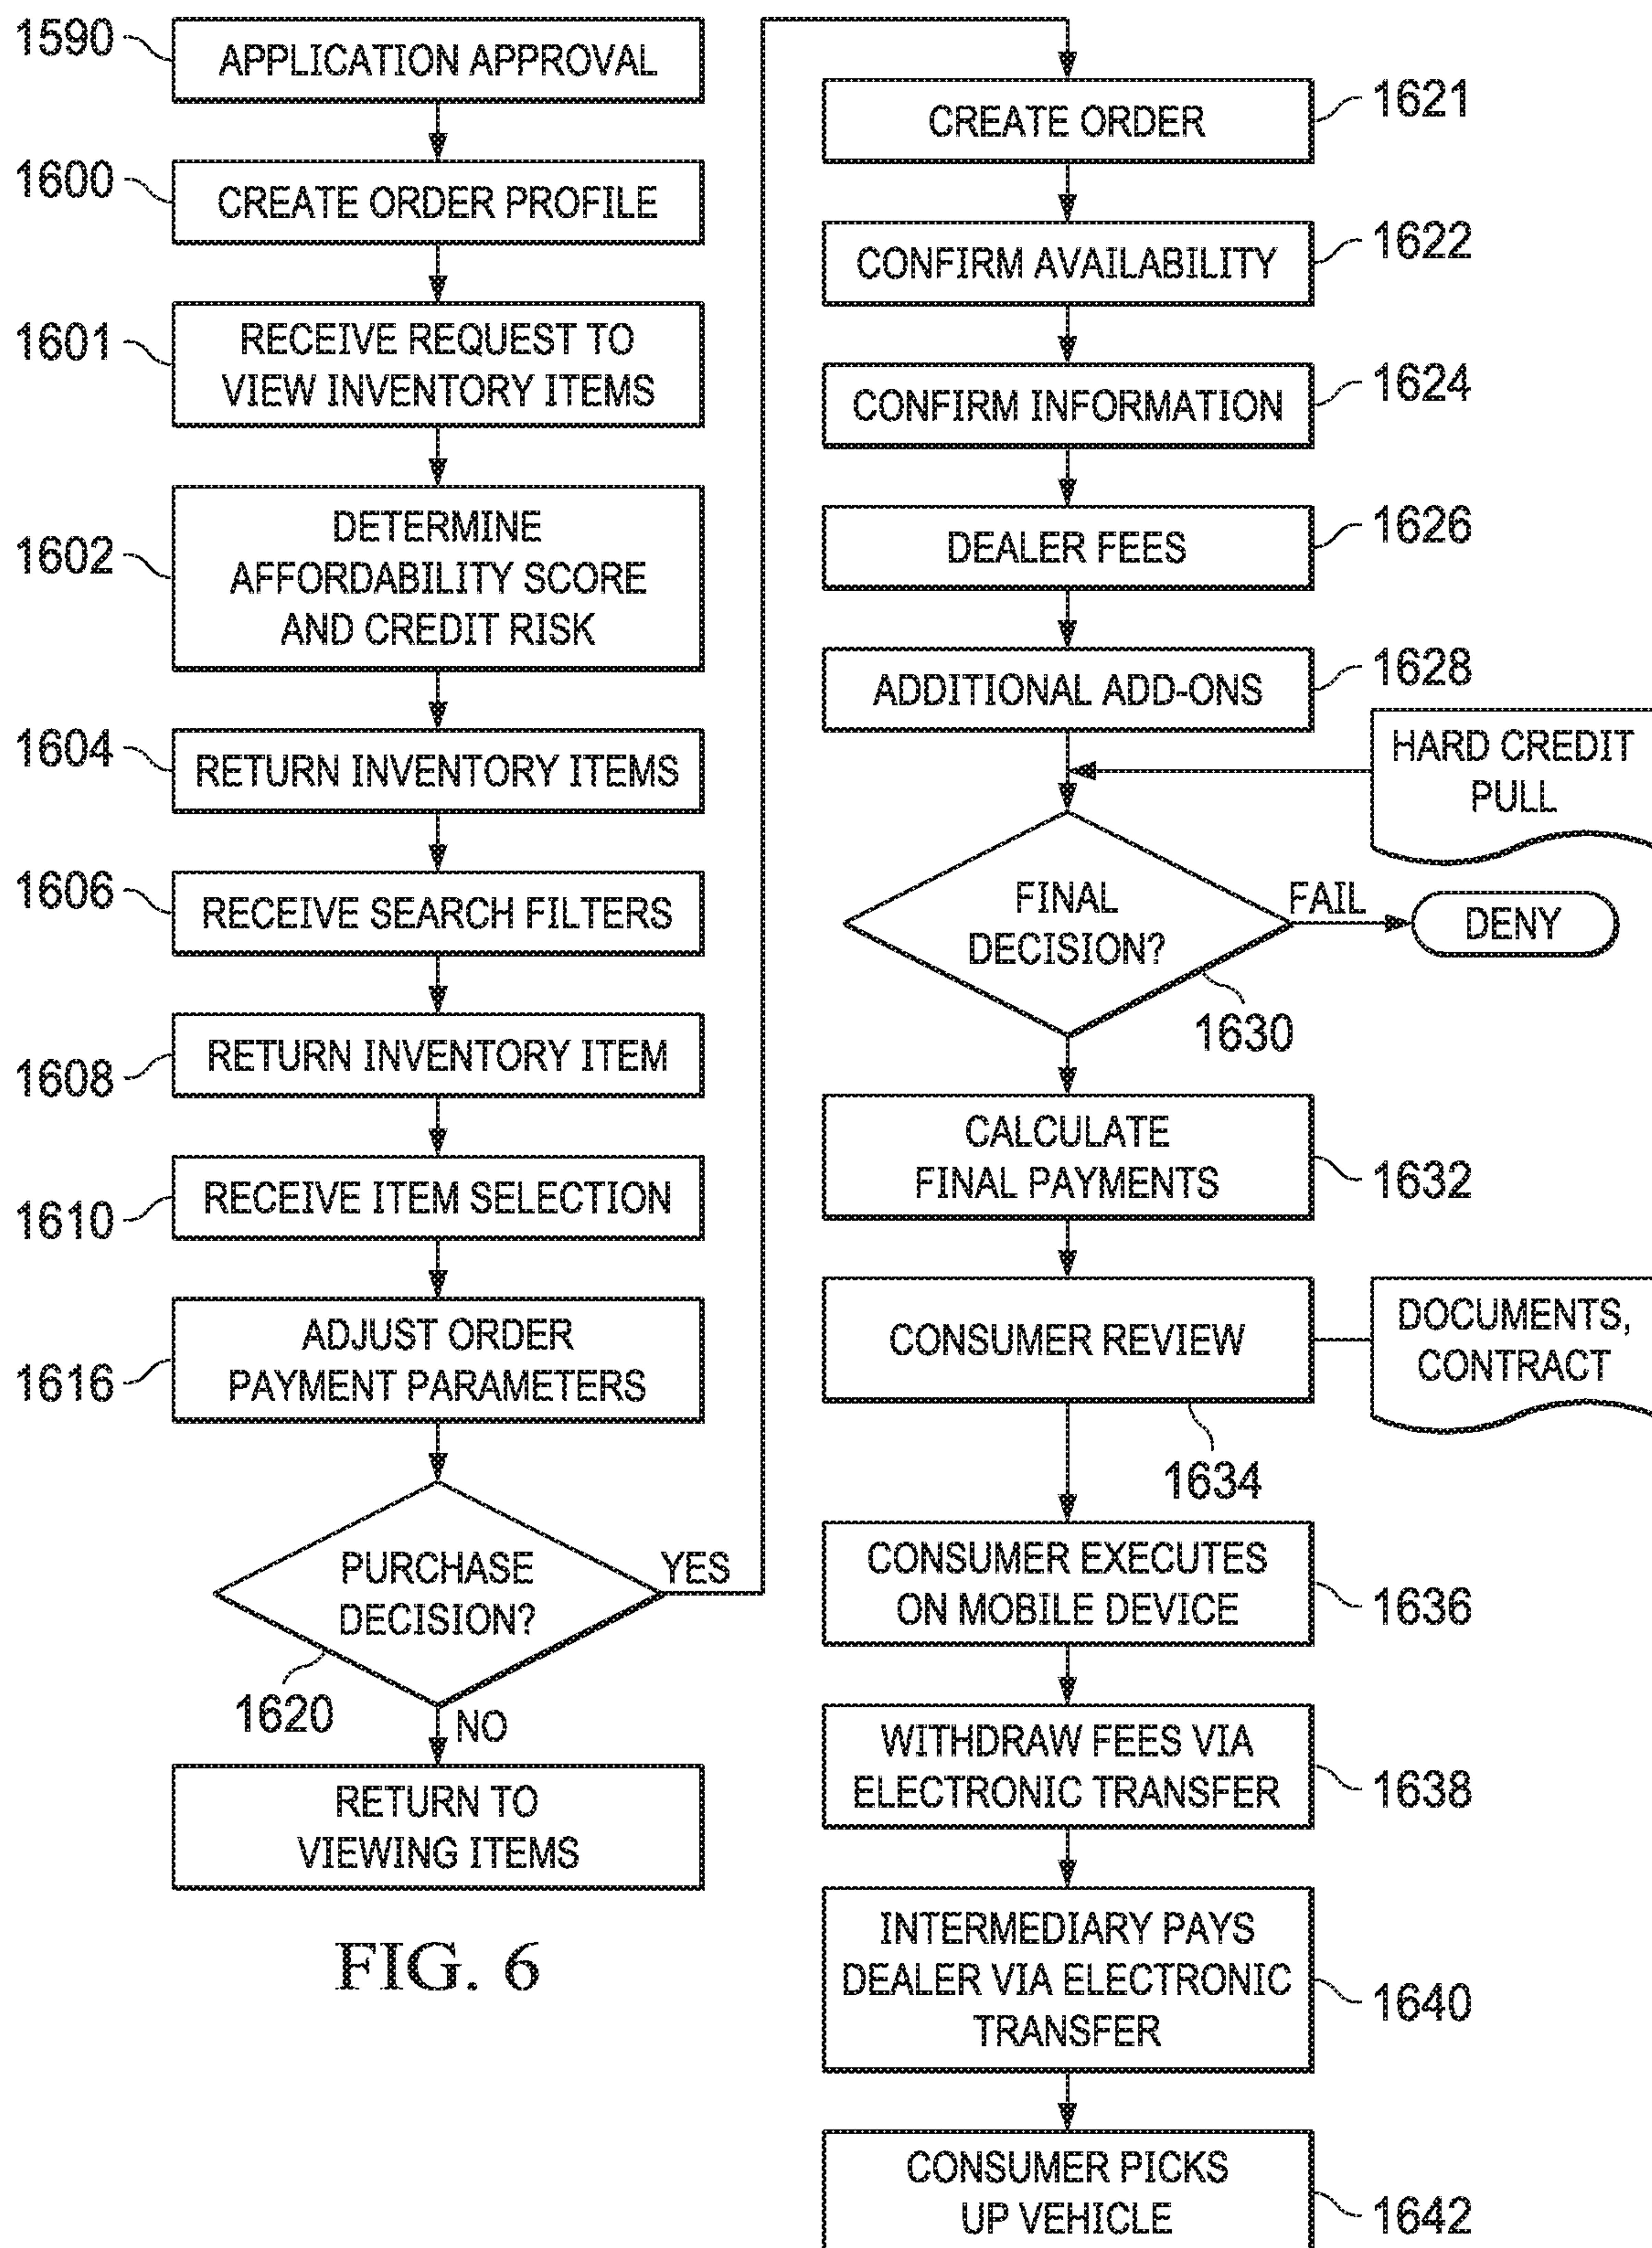 1590
APPLICATION APPROVAL
1600
CREATE ORDER PROFILE
1601
RECEIVE REQUEST TO
VIEW INVENTORY ITEMS
1602
DETERMINE
AFFORDABILITY SCORE
AND CREDIT RISK
1604
RETURN INVENTORY ITEMS
1606
RECEIVE SEARCH FILTERS
1608
RETURN INVENTORY ITEM
1610
RECEIVE ITEM SELECTION
1616
ADJUST ORDER
PAYMENT PARAMETERS
PURCHASE
DECISION?
YES
1620
NO
RETURN TO
VIEWING ITEMS
FIG. 6
CREATE ORDER
1621
CONFIRM AVAILABILITY
1622
CONFIRM INFORMATION
1624
DEALER FEES
1626
ADDITIONAL ADD-ONS
1628
HARD CREDIT
PULL
FINAL
DECISION?
FAIL
DENY
1630
CALCULATE
FINAL PAYMENTS
1632
CONSUMER REVIEW
DOCUMENTS,
CONTRACT
1634
CONSUMER EXECUTES
ON MOBILE DEVICE
1636
WITHDRAW FEES VIA
ELECTRONIC TRANSFER
1638
INTERMEDIARY PAYS
DEALER VIA ELECTRONIC
TRANSFER
1640
CONSUMER PICKS
UP VEHICLE
1642